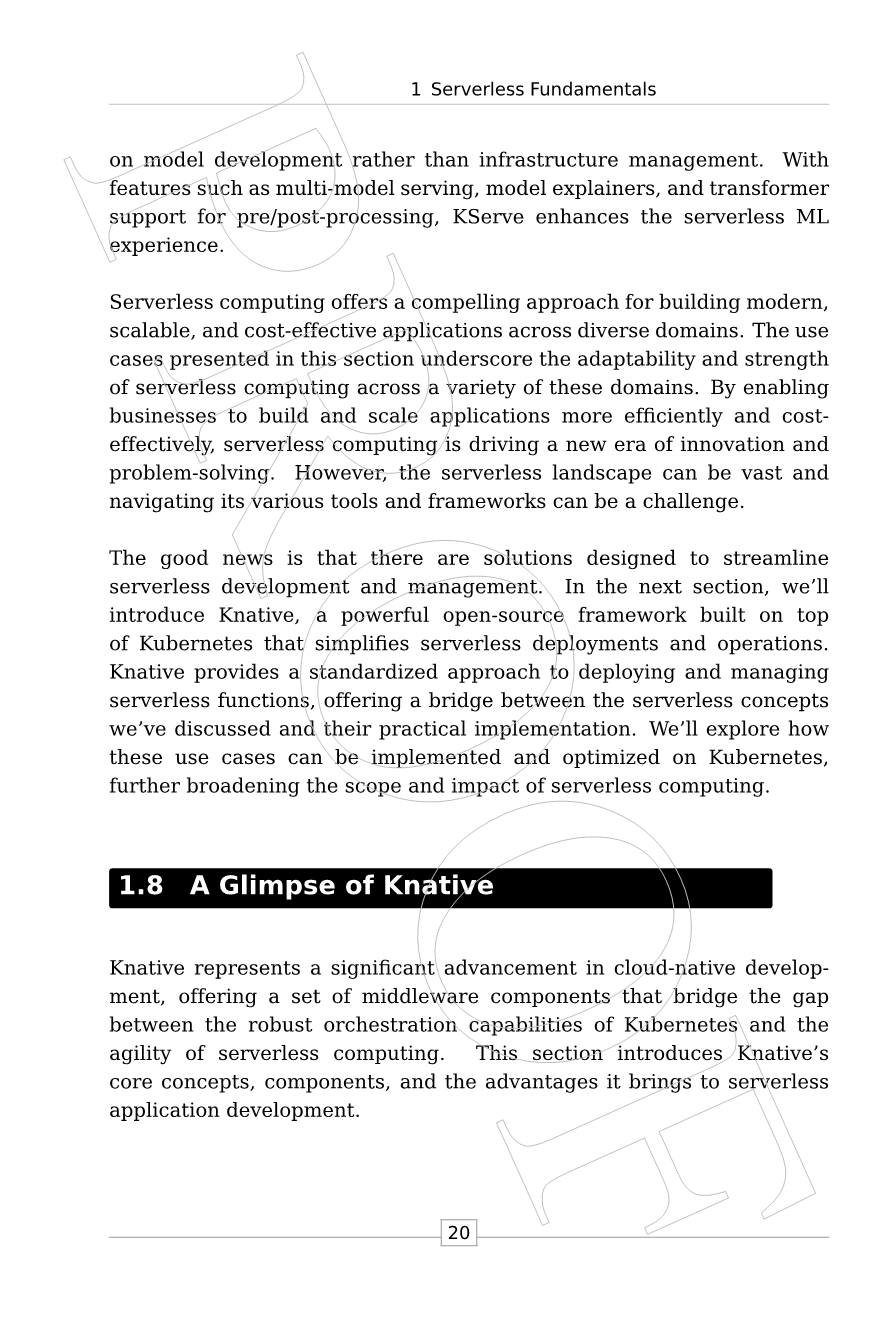 1 Serverless Fundamentals
on model development rather than infrastructure management. With
features such as multi-model serving, model explainers, and transformer
support for pre/post-processing, KServe enhances the serverless ML
experience.
Serverless computing offers a compelling approach for building modern,
scalable, and cost-effective applications across diverse domains. The use
cases presented in this section underscore the adaptability and strength
of serverless computing across a variety of these domains. By enabling
businesses to build and scale applications more efficiently and cost-
effectively, serverless computing is driving a new era of innovation and
problem-solving. However, the serverless landscape can be vast and
navigating its various tools and frameworks can be a challenge.
The good news is that there are solutions designed to streamline
serverless development and management. In the next section, we’ll
introduce Knative, a powerful open-source framework built on top
of Kubernetes that simplifies serverless deployments and operations.
Knative provides a standardized approach to deploying and managing
serverless functions, offering a bridge between the serverless concepts
we’ve discussed and their practical implementation. We’ll explore how
these use cases can be implemented and optimized on Kubernetes,
further broadening the scope and impact of serverless computing.
1.8 A Glimpse of Knative
Knative represents a significant advancement in cloud-native develop-
ment, offering a set of middleware components that bridge the gap
between the robust orchestration capabilities of Kubernetes and the
agility of serverless computing. This section introduces Knative’s
core concepts, components, and the advantages it brings to serverless
application development.
20
PROOF